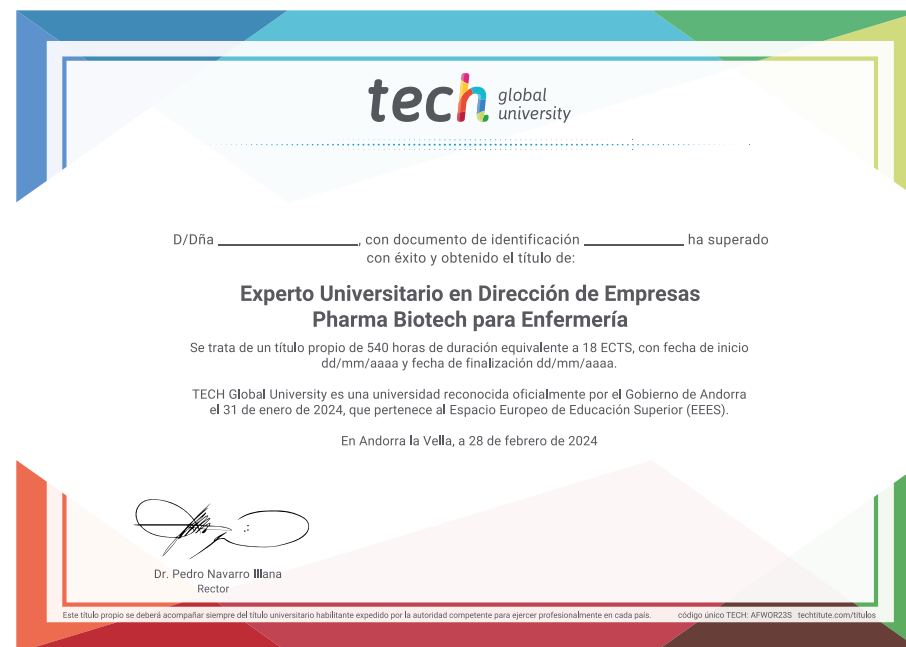 tech global
university
D/Dña ______________, con documento de identificación __________ ha superado
con éxito y obtenido el título de:
Experto Universitario en Dirección de Empresas
Pharma Biotech para Enfermería
Se trata de un título propio de 540 horas de duración equivalente a 18 ECTS, con fecha de inicio
dd/mm/aaaa y fecha de finalización dd/mm/aaaa.
TECH Global University es una universidad reconocida oficialmente por el Gobierno de Andorra
el 31 de enero de 2024, que pertenece al Espacio Europeo de Educación Superior (EEES).
En Andorra la Vella, a 28 de febrero de 2024
Dr. Pedro Navarro Illana
Rector
Este título propio se deberá acompañar siempre del título universitario habilitante expedido por la autoridad competente para ejercer profesionalmente en cada país. código único TECH: AFWOR23S techtitute.com/titulos